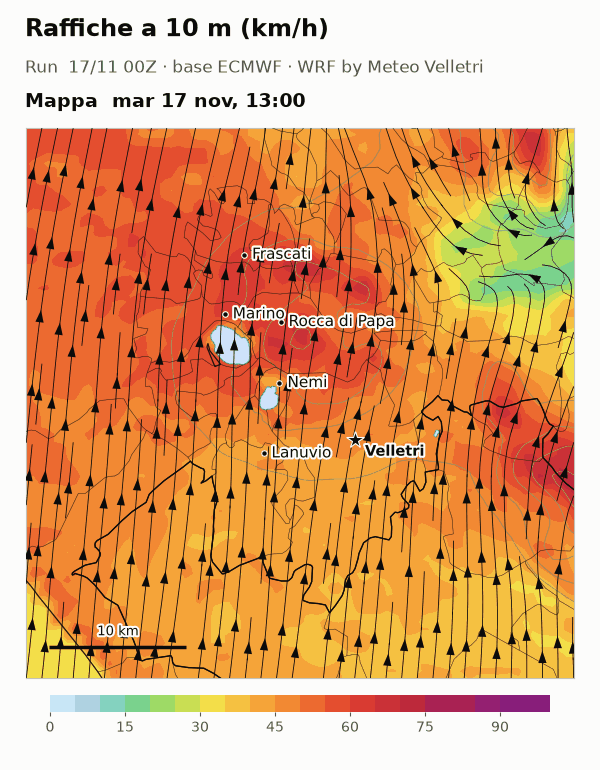 Raffiche a 10 m (km/h)
Run 17/11 00Z · base ECMWF · WRF by Meteo Velletri
Mappa mar 17 nov, 13:00
Frascati
Marino
Rocca di Papa
Nemi
Velletri
Lanuvio
10 km
0 15 30 45 60 75 90